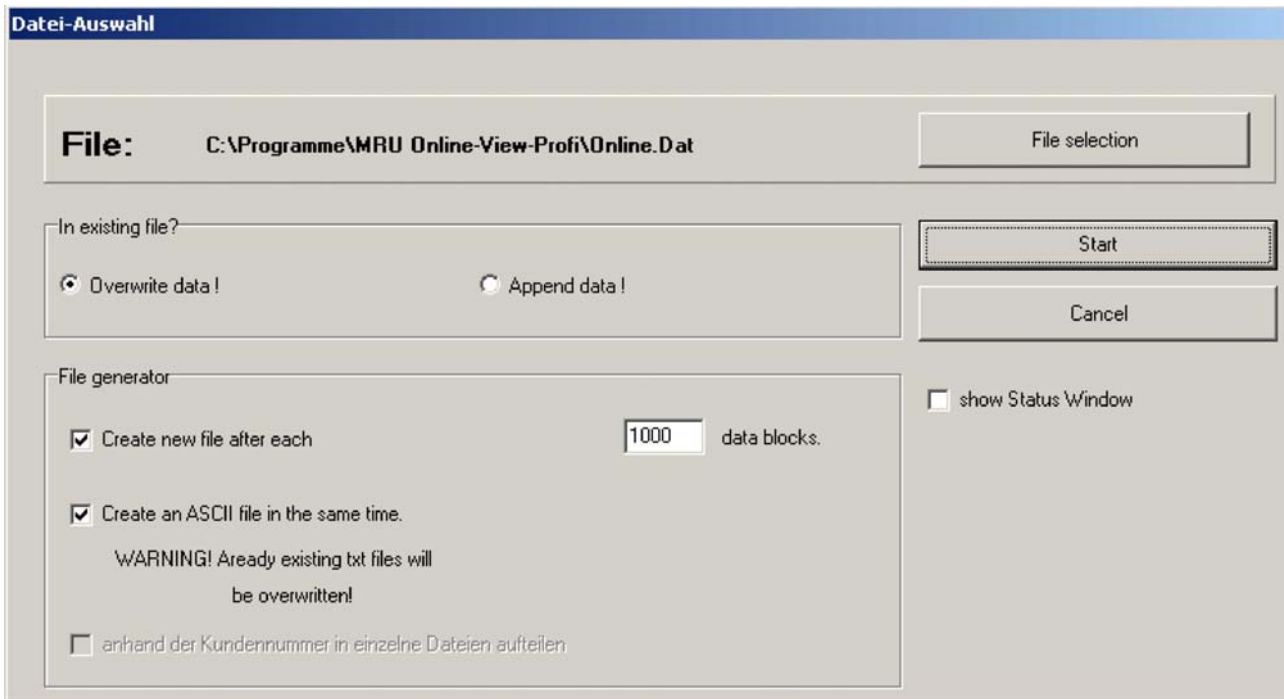 Datei-Auswahl
File: C:\Programme\MRU Online-View-Profi\Online.Dat
File selection
In existing file?
Overwrite data !
Append data !
Start
Cancel
File generator
Create new file after each 1000 data blocks.
show Status Window
Create an ASCII file in the same time.
WARNING! Aready existing txt files will
be overwritten!
anhand der Kundennummer in einzelne Dateien aufteilen